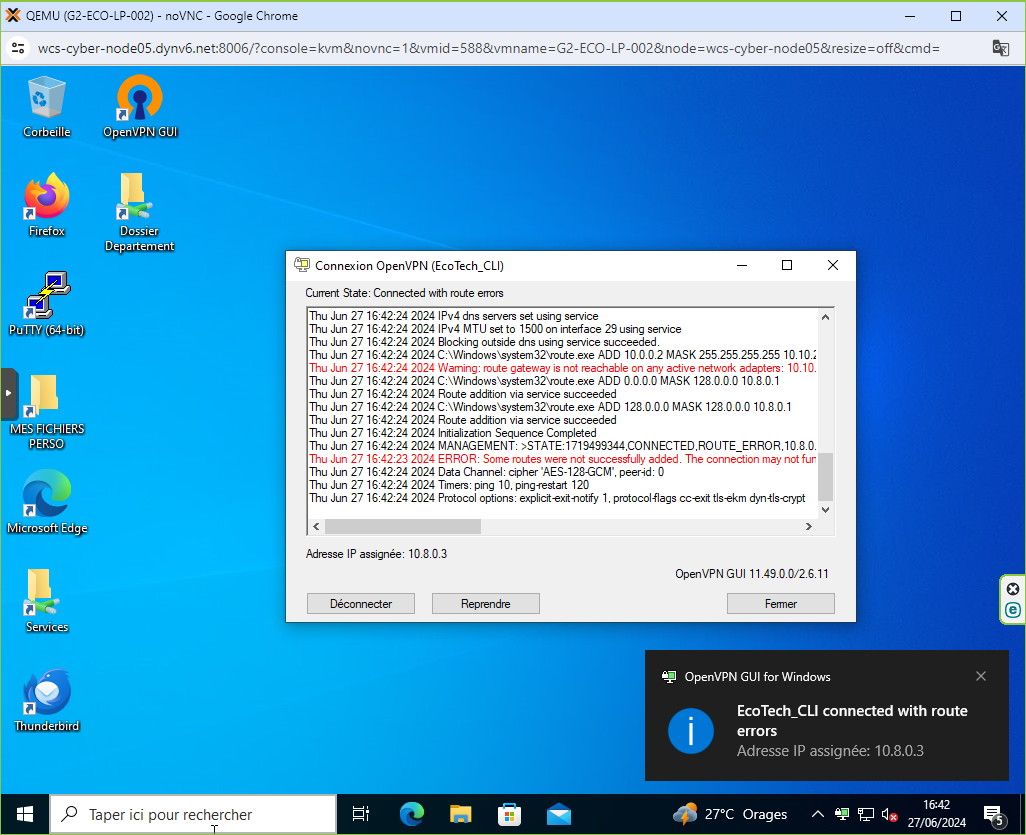 QEMU (G2-ECO-LP-002) - noVNC - Google Chrome
wcs-cyber-node05.dynv6.net:8006/?console=kvm&novnc=1&vmid=588&vmname=G2-ECO-LP-002&node=wcs-cyber-node05&resize=off&cmd=
Corbeille
OpenVPN GUI
Firefox
Dossier
Departement
PuTTY (64-bit)
MES FICHIERS
PERSO
Microsoft Edge
Services
Thunderbird
Connexion OpenVPN (EcoTech_CLI)
Current State: Connected with route errors
Thu Jun 27 16:42:24 2024 IPv4 dns servers set using service
Thu Jun 27 16:42:24 2024 IPv4 MTU set to 1500 on interface 29 using service
Thu Jun 27 16:42:24 2024 Blocking outside dns using service succeeded.
Thu Jun 27 16:42:24 2024 C:\Windows\system32\route.exe ADD 10.0.0.2 MASK 255.255.255.255 10.10.2
Thu Jun 27 16:42:24 2024 Warning: route gateway is not reachable on any active network adapters: 10.10.
Thu Jun 27 16:42:24 2024 C:\Windows\system32\route.exe ADD 0.0.0.0 MASK 128.0.0.0 10.8.0.1
Thu Jun 27 16:42:24 2024 Route addition via service succeeded
Thu Jun 27 16:42:24 2024 C:\Windows\system32\route.exe ADD 128.0.0.0 MASK 128.0.0.0 10.8.0.1
Thu Jun 27 16:42:24 2024 Route addition via service succeeded
Thu Jun 27 16:42:24 2024 Initialization Sequence Completed
Thu Jun 27 16:42:24 2024 MANAGEMENT: >STATE:1719499344,CONNECTED,ROUTE_ERROR,10.8.0.
Thu Jun 27 16:42:23 2024 ERROR: Some routes were not successfully added. The connection may not fun
Thu Jun 27 16:42:24 2024 Data Channel: cipher 'AES-128-GCM', peer-id: 0
Thu Jun 27 16:42:24 2024 Timers: ping 10, ping-restart 120
Thu Jun 27 16:42:24 2024 Protocol options: explicit-exit-notify 1, protocol-flags cc-exit tls-ekm dyn-tls-crypt
Adresse IP assignée: 10.8.0.3
OpenVPN GUI 11.49.0.0/2.6.11
Déconnecter
Reprendre
Fermer
OpenVPN GUI for Windows
EcoTech_CLI connected with route
errors
Adresse IP assignée: 10.8.0.3
Taper ici pour rechercher
27°C Orages
16:42
27/06/2024
5